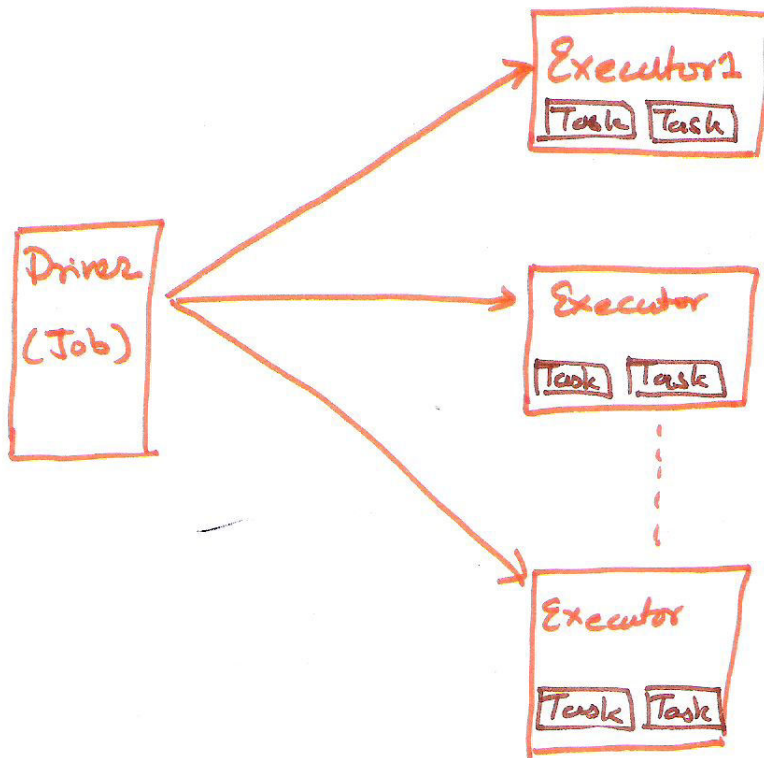 Executor1
Task Task
Driver
(Job)
Executor
Task Task
Executor
Task Task